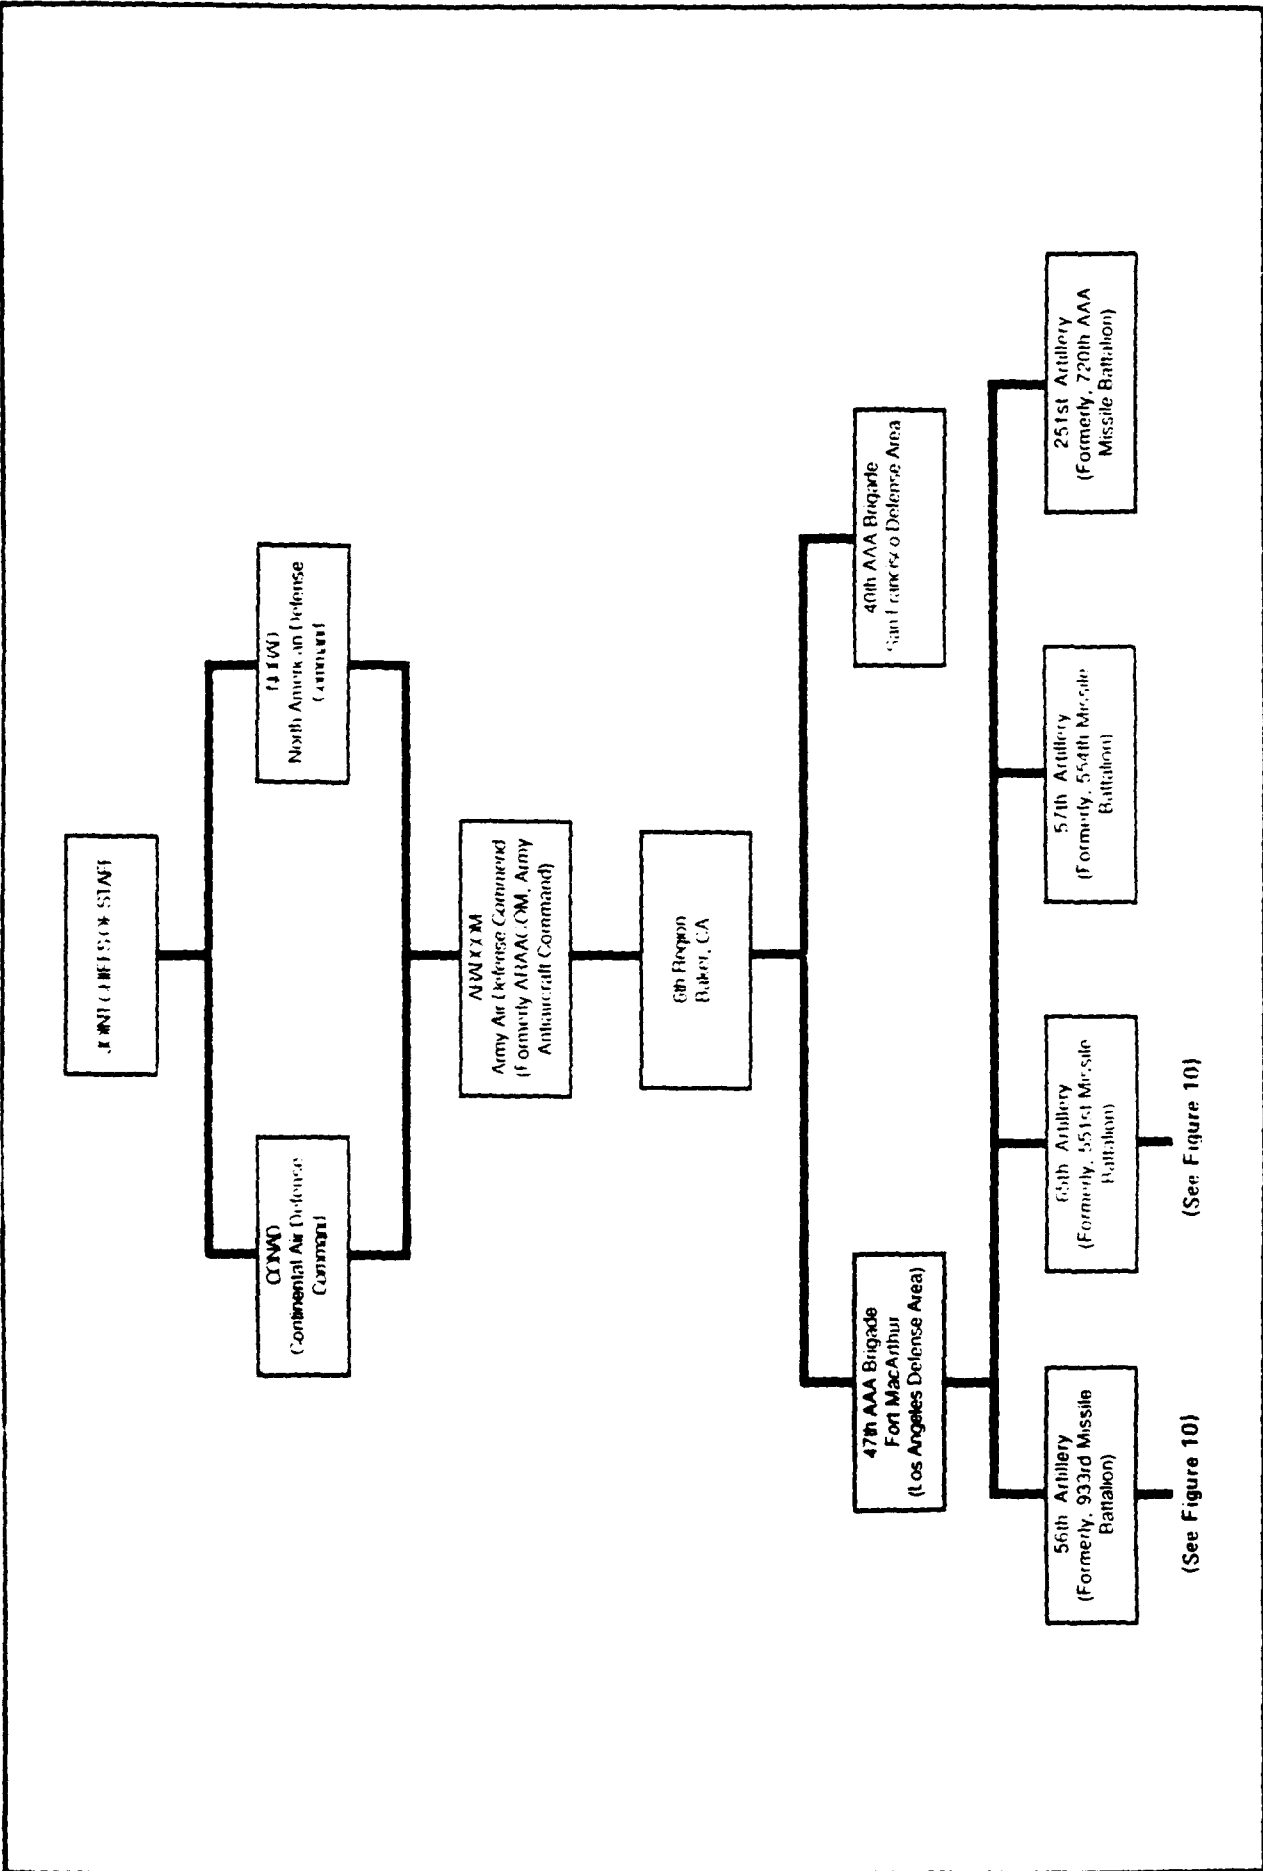 JOINT CHIEFS OF STAFF
CONAD
Continental Air Defense
Command
NORAD
North American Defense
Command
ARADCOM
Army Air Defense Command
(Formerly ARAACOM, Army
Antiaircraft Command)
6th Region
Baker, CA
47th AAA Brigade
Fort MacArthur
(Los Angeles Defense Area)
40th AAA Brigade
San Francisco Defense Area
56th Artillery
(Formerly, 933rd Missile
Battalion)
65th Artillery
(Formerly, 551st Missile
Battalion)
57th Artillery
(Formerly, 554th Missile
Battalion)
251st Artillery
(Formerly, 720th AAA
Missile Battalion)
(See Figure 10)
(See Figure 10)